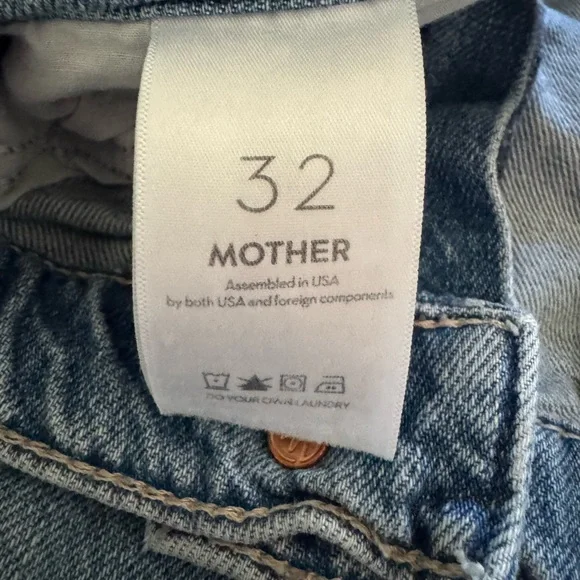 32
MOTHER
Assembled in USA
by both USA and foreign components
DO YOUR OWN LAUNDRY